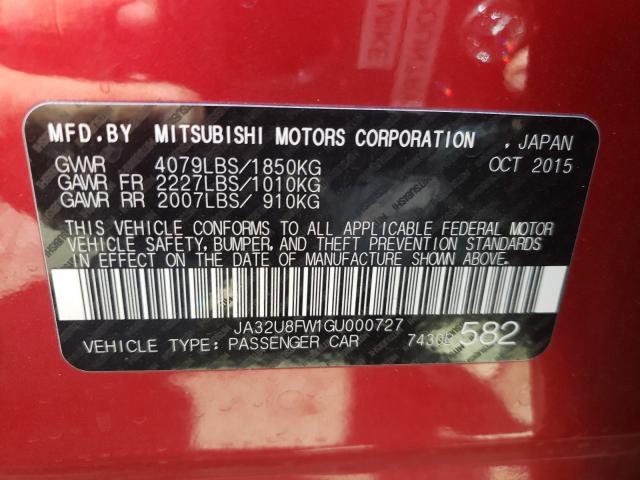 MFD.BY MITSUBISHI MOTORS CORPORATION , JAPAN
GVWR 4079LBS/1850KG OCT 2015
GAWR FR 2227LBS/1010KG
GAWR RR 2007LBS/ 910KG
THIS VEHICLE CONFORMS TO ALL APPLICABLE FEDERAL MOTOR
VEHICLE SAFETY, BUMPER, AND THEFT PREVENTION STANDARDS
IN EFFECT ON THE DATE OF MANUFACTURE SHOWN ABOVE.
JA32U8FW1GU000727
VEHICLE TYPE: PASSENGER CAR 582